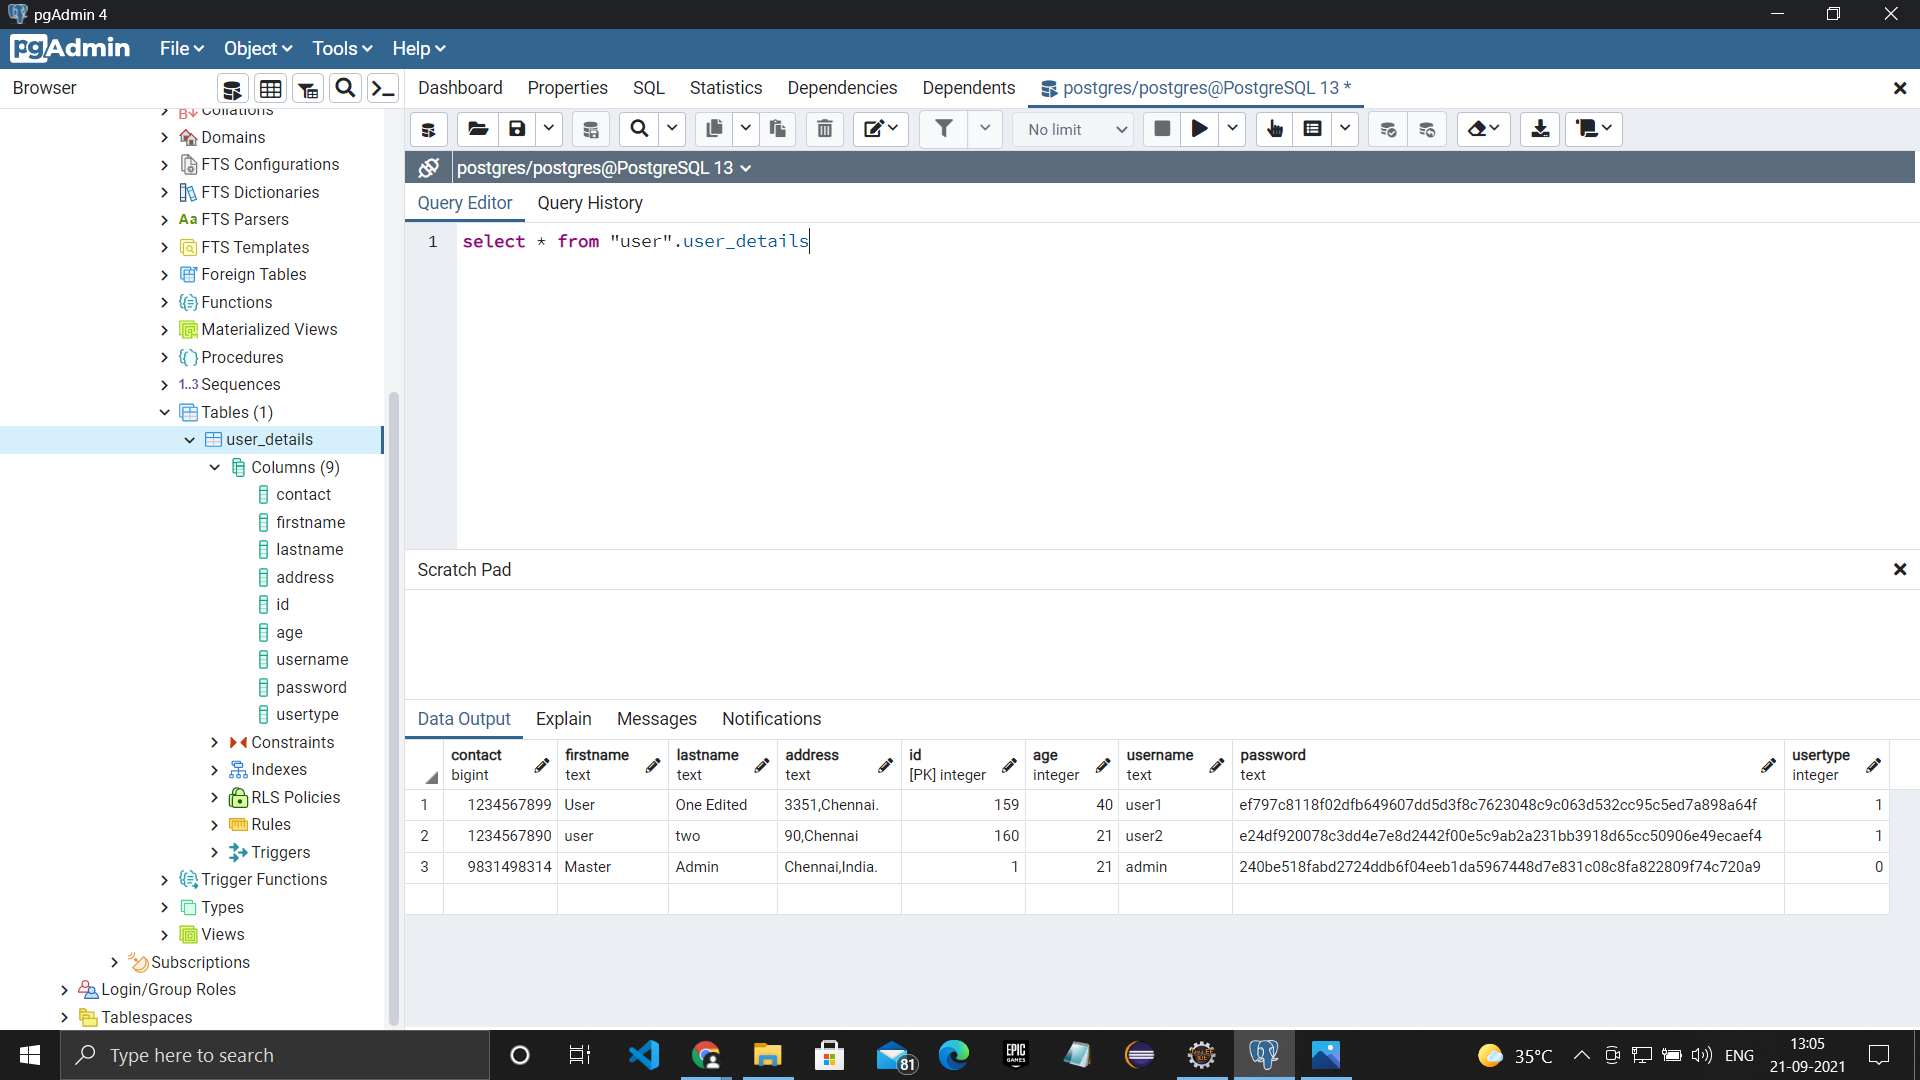 pgAdmin 4
pgAdmin File Object Tools Help
Browser
Dashboard Properties SQL Statistics Dependencies Dependents postgres/postgres@PostgreSQL 13 *
No limit
postgres/postgres@PostgreSQL 13
Query Editor Query History
1 select * from "user".user_details
Collations
Domains
FTS Configurations
FTS Dictionaries
Aa FTS Parsers
FTS Templates
Foreign Tables
Functions
Materialized Views
Procedures
1..3 Sequences
Tables (1)
user_details
Columns (9)
contact
firstname
lastname
address
id
age
username
password
usertype
Constraints
Indexes
RLS Policies
Rules
Triggers
Trigger Functions
Types
Views
Subscriptions
Login/Group Roles
Tablespaces
Scratch Pad
Data Output Explain Messages Notifications
contact firstname lastname address id age username password usertype
bigint text text text [PK] integer integer text text integer
1 1234567899 User One Edited 3351,Chennai. 159 40 user1 ef797c8118f02dfb649607dd5d3f8c7623048c9c063d532cc95c5ed7a898a64f 1
2 1234567890 user two 90,Chennai 160 21 user2 e24df920078c3dd4e7e8d2442f00e5c9ab2a231bb3918d65cc50906e49ecaef4 1
3 9831498314 Master Admin Chennai,India. 1 21 admin 240be518fabd2724ddb6f04eeb1da5967448d7e831c08c8fa822809f74c720a9 0
Type here to search
81
EPIC
GAMES
35°C
ENG
13:05
21-09-2021